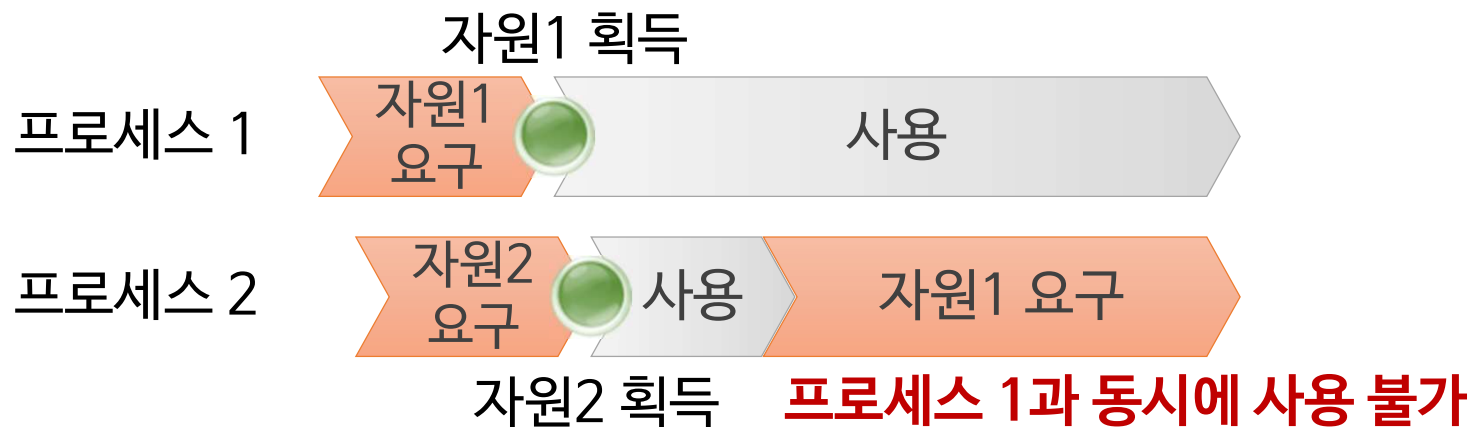 자원1 획득
프로세스 1
자원1
요구
사용
프로세스 2
자원2
요구
사용
자원1 요구
자원2 획득
프로세스 1과 동시에 사용 불가